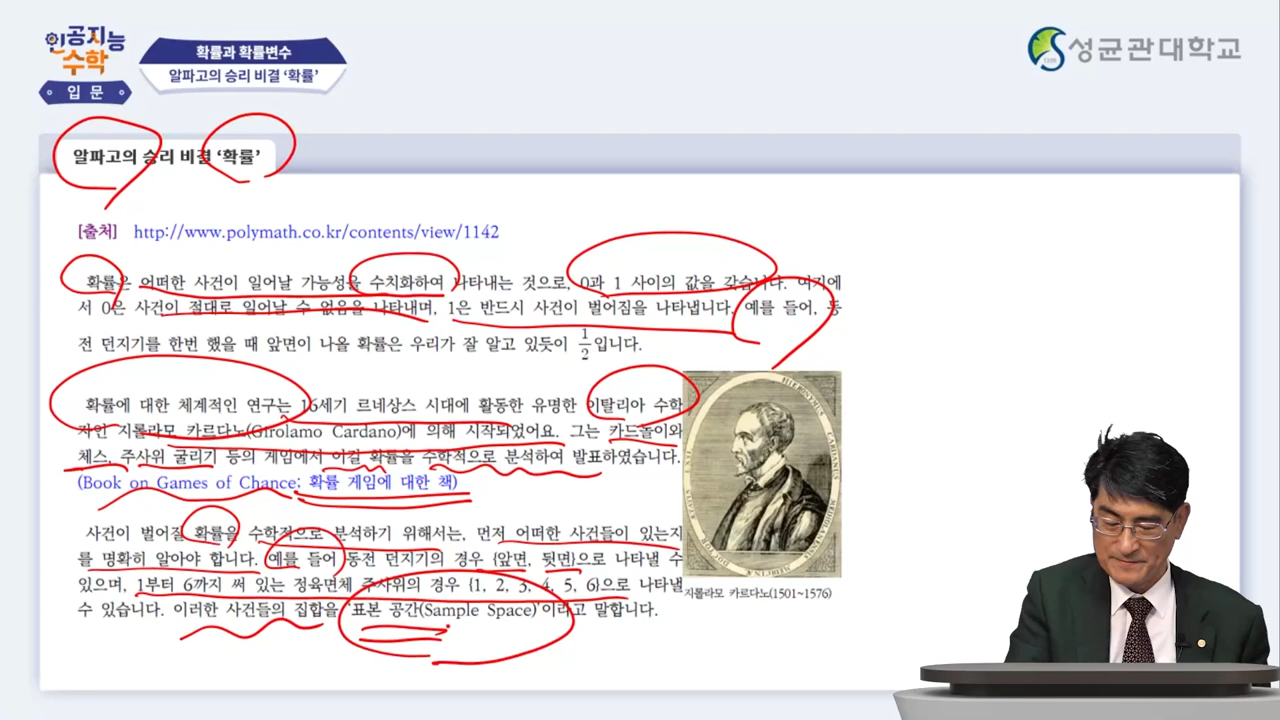 인공지능
수학
입문
확률과 확률변수
알파고의 승리 비결 ‘확률’
성균관대학교
알파고의 승리 비결 ‘확률’
[출처] http://www.polymath.co.kr/contents/view/1142
확률은 어떠한 사건이 일어날 가능성을 수치화하여 나타내는 것으로, 0과 1 사이의 값을 갖습니다. 여기에
서 0은 사건이 절대로 일어날 수 없음을 나타내며, 1은 반드시 사건이 벌어짐을 나타냅니다. 예를 들어, 동
전 던지기를 한번 했을 때 앞면이 나올 확률은 우리가 잘 알고 있듯이 1/2입니다.
확률에 대한 체계적인 연구는 16세기 르네상스 시대에 활동한 유명한 이탈리아 수학
자인 지롤라모 카르다노(Girolamo Cardano)에 의해 시작되었어요. 그는 카드놀이와
체스, 주사위 굴리기 등의 게임에서 이길 확률을 수학적으로 분석하여 발표하였습니다.
(Book on Games of Chance: 확률 게임에 대한 책)
사건이 벌어질 확률을 수학적으로 분석하기 위해서는, 먼저 어떠한 사건들이 있는지
를 명확히 알아야 합니다. 예를 들어 동전 던지기의 경우 {앞면, 뒷면}으로 나타낼 수
있으며, 1부터 6까지 써 있는 정육면체 주사위의 경우 {1, 2, 3, 4, 5, 6}으로 나타낼
수 있습니다. 이러한 사건들의 집합을 ‘표본 공간(Sample Space)’이라고 말합니다.
지롤라모 카르다노(1501~1576)